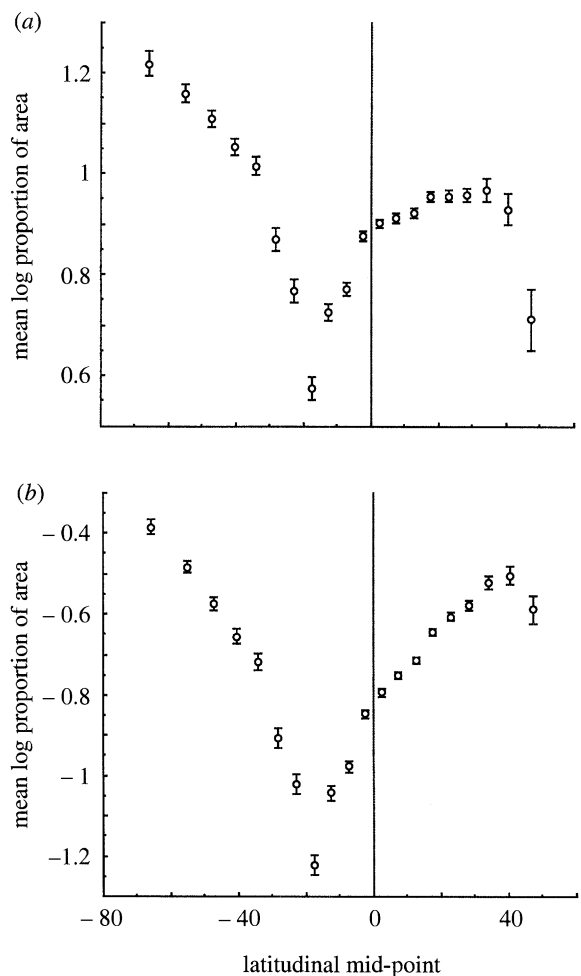 (a)
1.2
1
0.8
0.6
mean log proportion of area
(b)
– 0.4
– 0.6
– 0.8
– 1
–1.2
mean log proportion of area
– 80
– 40
0
40
latitudinal mid-point